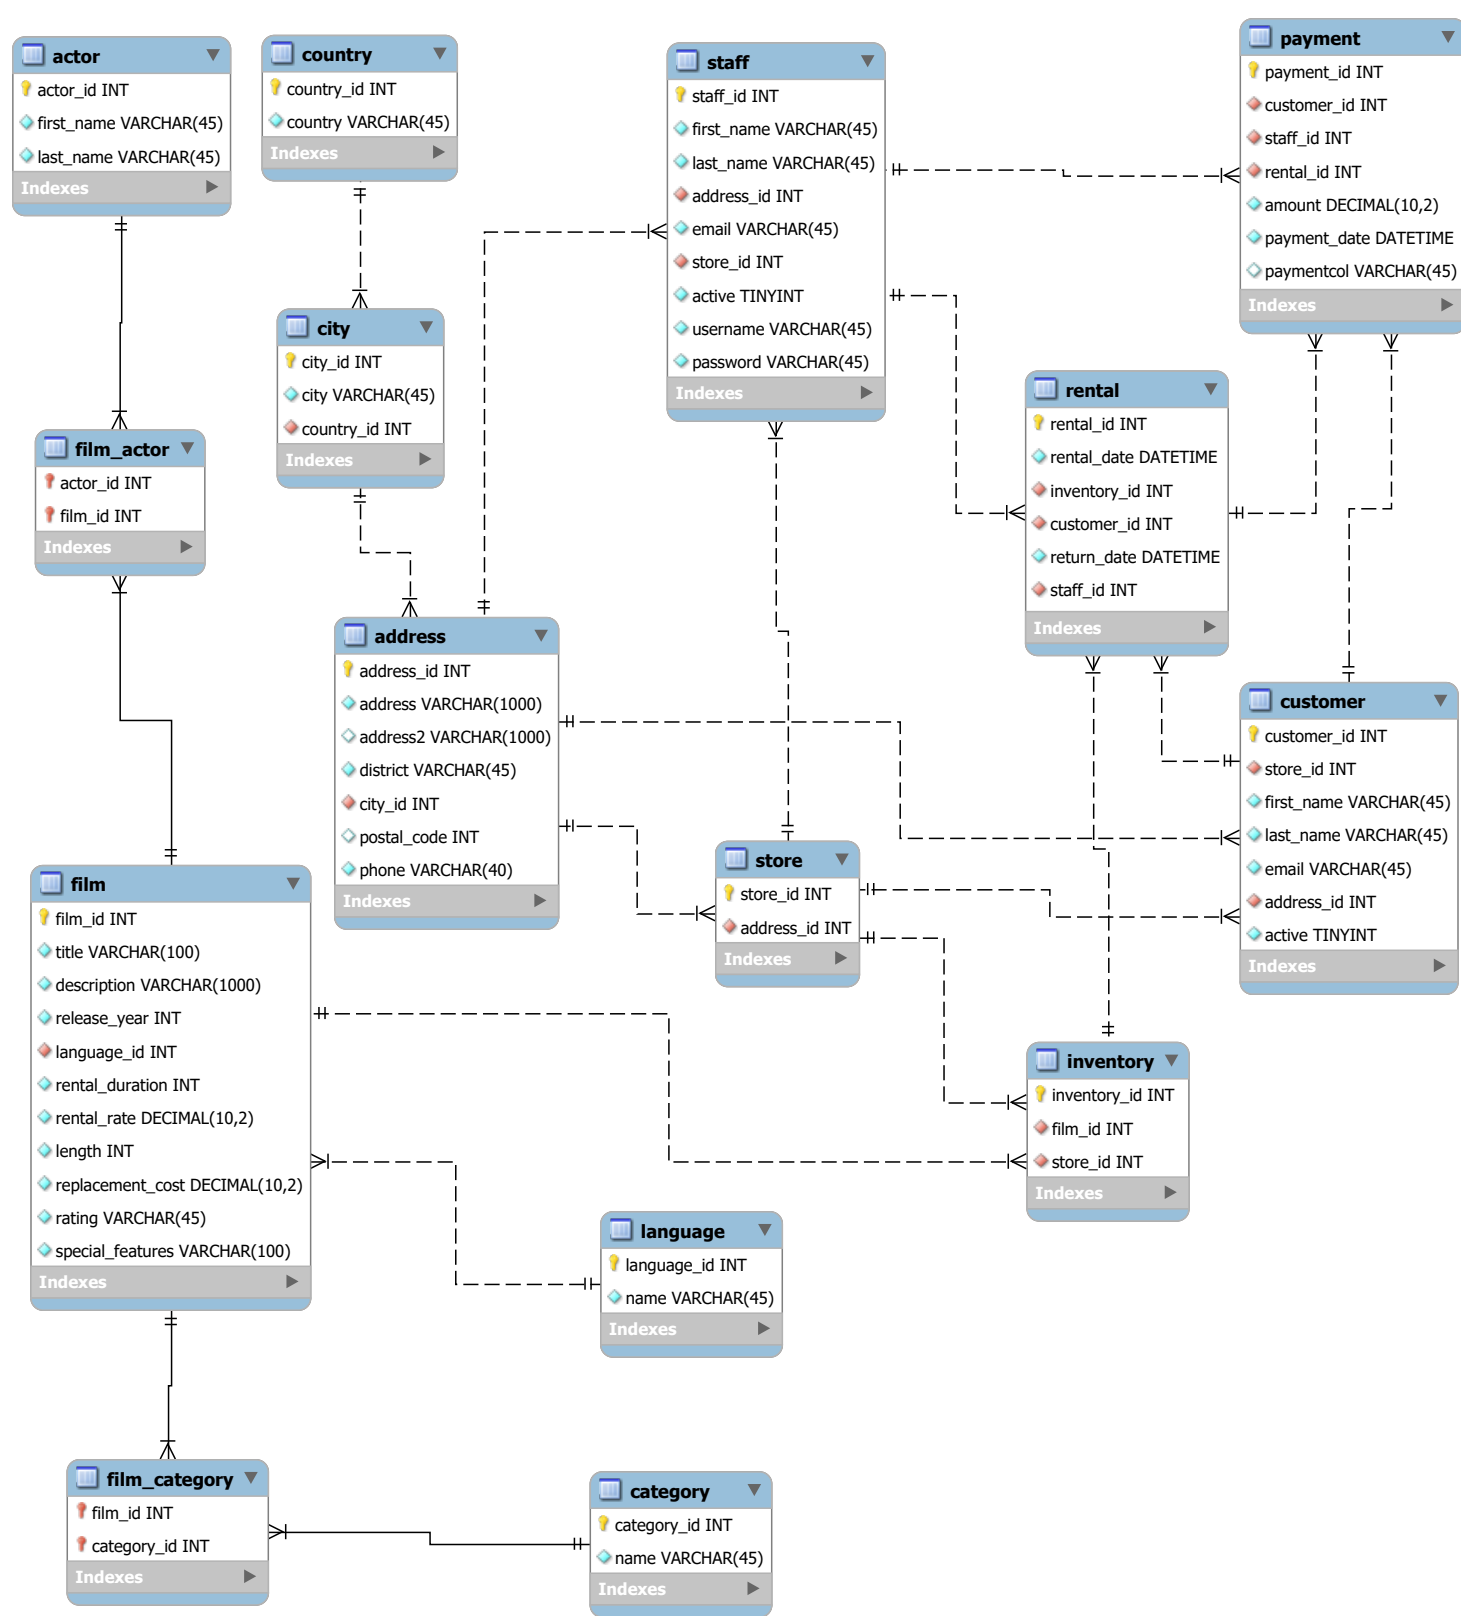 actor
actor_id INT
first_name VARCHAR(45)
last_name VARCHAR(45)
Indexes
country
country_id INT
country VARCHAR(45)
Indexes
staff
staff_id INT
first_name VARCHAR(45)
last_name VARCHAR(45)
address_id INT
email VARCHAR(45)
store_id INT
active TINYINT
username VARCHAR(45)
password VARCHAR(45)
Indexes
payment
payment_id INT
customer_id INT
staff_id INT
rental_id INT
amount DECIMAL(10,2)
payment_date DATETIME
paymentcol VARCHAR(45)
Indexes
city
city_id INT
city VARCHAR(45)
country_id INT
Indexes
rental
rental_id INT
rental_date DATETIME
inventory_id INT
customer_id INT
return_date DATETIME
staff_id INT
Indexes
film_actor
actor_id INT
film_id INT
Indexes
address
address_id INT
address VARCHAR(1000)
address2 VARCHAR(1000)
district VARCHAR(45)
city_id INT
postal_code INT
phone VARCHAR(40)
Indexes
customer
customer_id INT
store_id INT
first_name VARCHAR(45)
last_name VARCHAR(45)
email VARCHAR(45)
address_id INT
active TINYINT
Indexes
store
store_id INT
address_id INT
Indexes
film
film_id INT
title VARCHAR(100)
description VARCHAR(1000)
release_year INT
language_id INT
rental_duration INT
rental_rate DECIMAL(10,2)
length INT
replacement_cost DECIMAL(10,2)
rating VARCHAR(45)
special_features VARCHAR(100)
Indexes
inventory
inventory_id INT
film_id INT
store_id INT
Indexes
language
language_id INT
name VARCHAR(45)
Indexes
film_category
film_id INT
category_id INT
Indexes
category
category_id INT
name VARCHAR(45)
Indexes